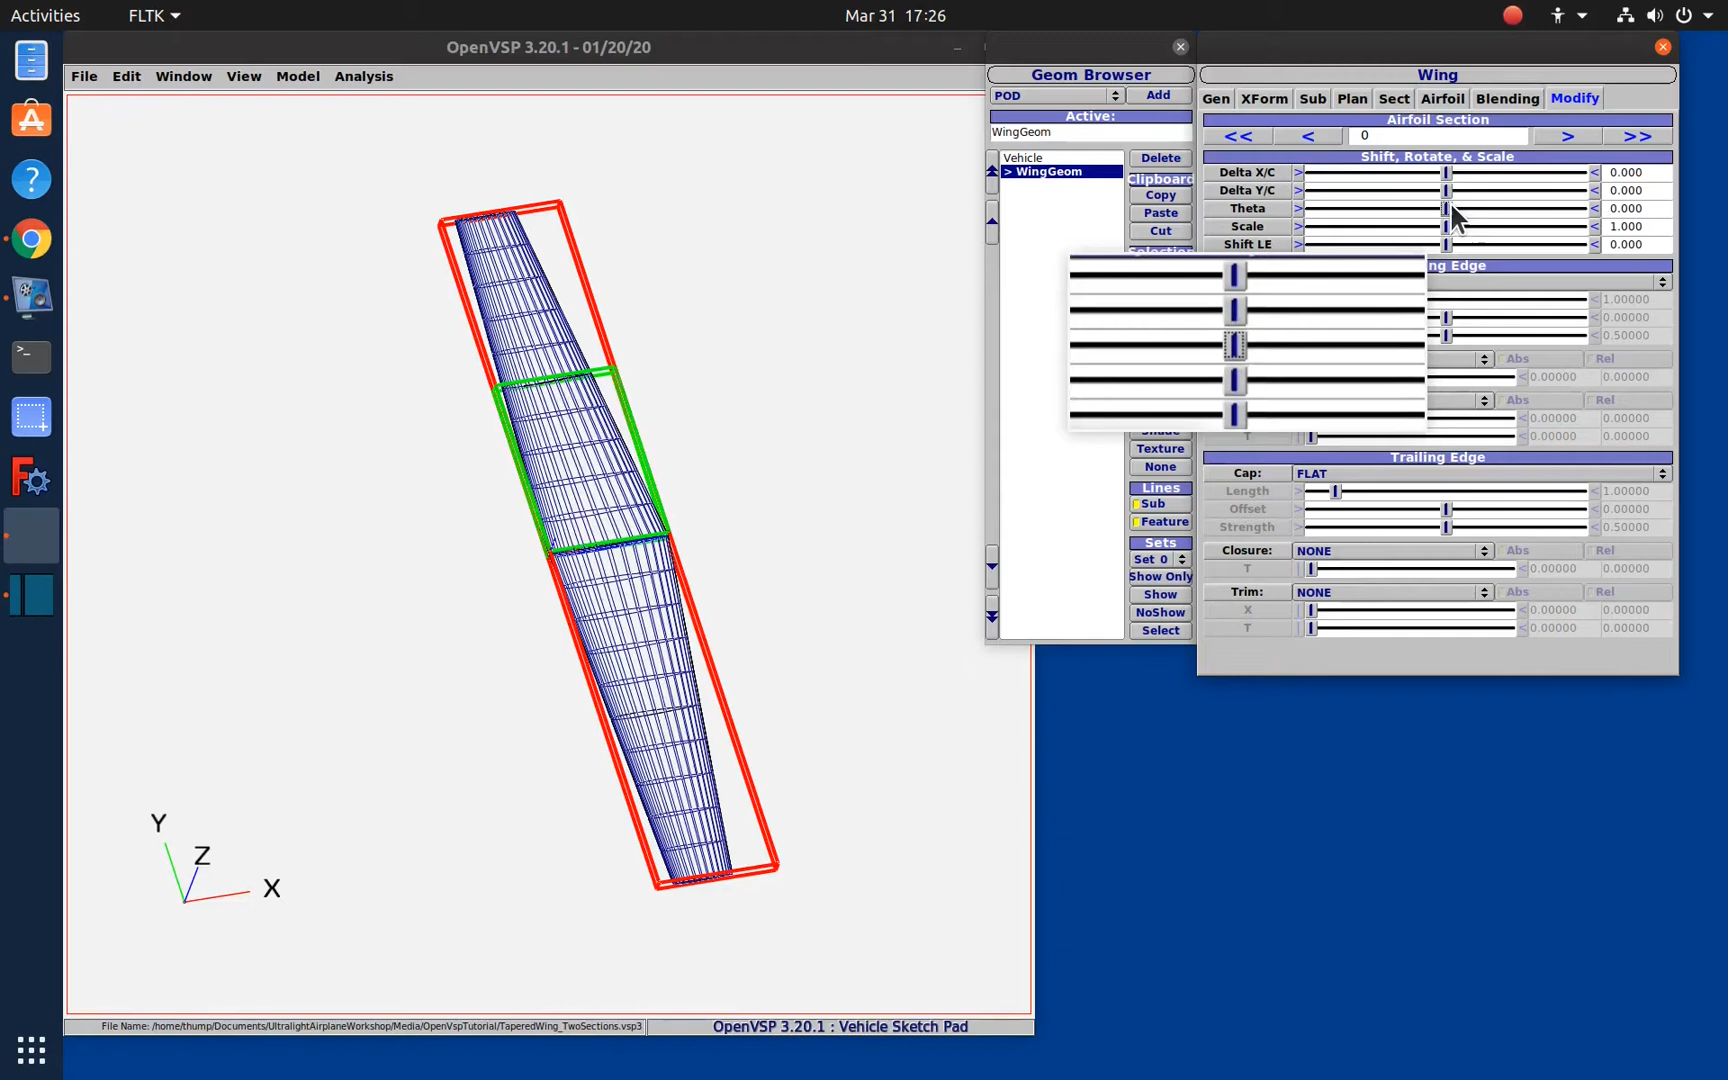 Activities
FLTK
Mar 31 17:26
OpenVSP 3.20.1 - 01/20/20
File Edit Window View Model Analysis
Y
Z
X
File Name: /home/thump/Documents/UltralightAirplaneWorkshop/Media/OpenVspTutorial/TaperedWing_TwoSections.vsp3
OpenVSP 3.20.1 : Vehicle Sketch Pad
Geom Browser
POD Add
Active:
WingGeom
Vehicle
> WingGeom
Delete
Clipboard
Copy
Paste
Cut
Texture
None
Lines
Sub
Feature
Sets
Set 0
Show Only
Show
NoShow
Select
Wing
Gen XForm Sub Plan Sect Airfoil Blending Modify
Airfoil Section
<< < 0 > >>
Shift, Rotate, & Scale
Delta X/C > < 0.000
Delta Y/C > < 0.000
Theta > < 0.000
Scale > < 1.000
Shift LE > < 0.000
ng Edge
< 1.00000
< 0.00000
< 0.50000
Abs Rel
< 0.00000 0.00000
Abs Rel
< 0.00000 0.00000
T < 0.00000 0.00000
Trailing Edge
Cap: FLAT
Length > < 1.00000
Offset > < 0.00000
Strength > < 0.50000
Closure: NONE Abs Rel
T < 0.00000 0.00000
Trim: NONE Abs Rel
X < 0.00000 0.00000
T < 0.00000 0.00000